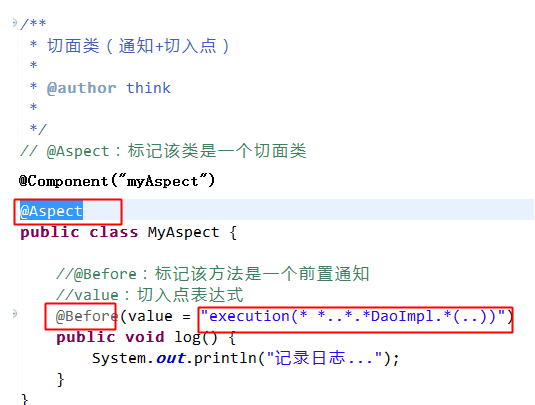 /**
 * 切面类（通知+切入点）
 *
 * @author think
 *
 */
// @Aspect：标记该类是一个切面类
@Component("myAspect")
@Aspect
public class MyAspect {
//@Before：标记该方法是一个前置通知
//value：切入点表达式
@Before(value = "execution(* *..*.*DaoImpl.*(..))")
public void log() {
System.out.println("记录日志...");
}
}